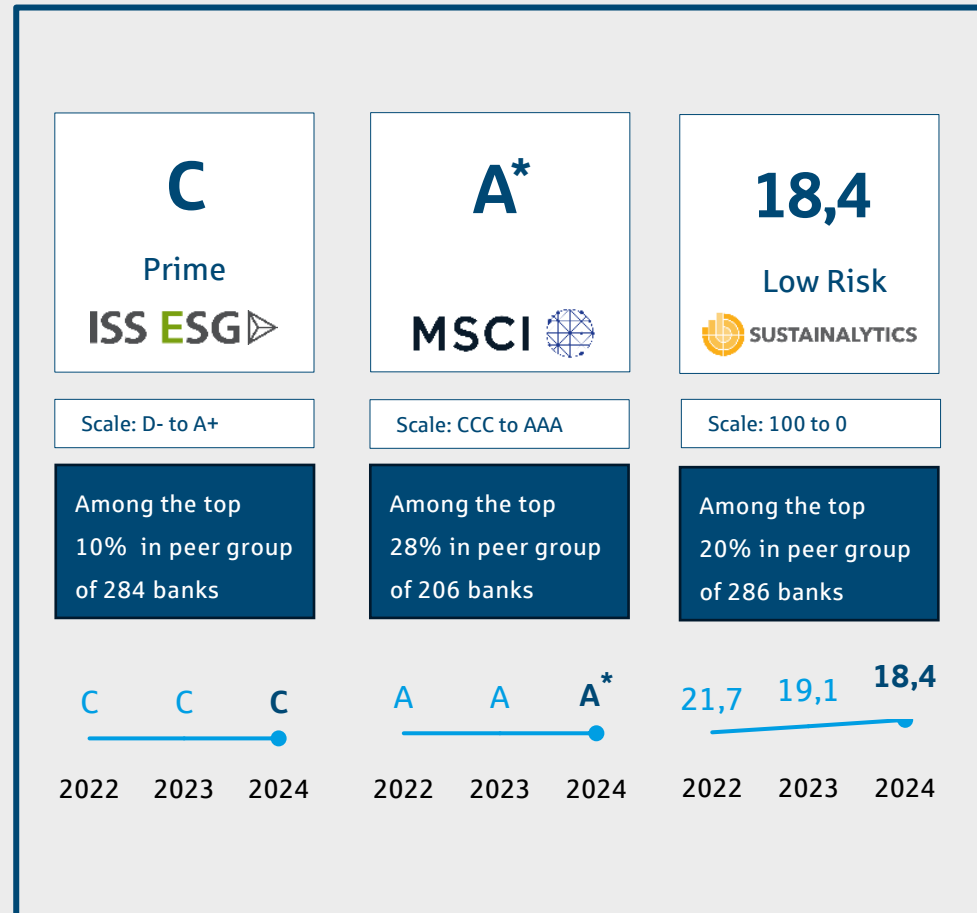 C
Prime
ISS ESG
Scale: D- to A+
Among the top
10% in peer group
of 284 banks
C C C
2022 2023 2024
A*
MSCI
Scale: CCC to AAA
Among the top
28% in peer group
of 206 banks
A A A*
2022 2023 2024
18,4
Low Risk
SUSTAINALYTICS
Scale: 100 to 0
Among the top
20% in peer group
of 286 banks
21,7 19,1 18,4
2022 2023 2024